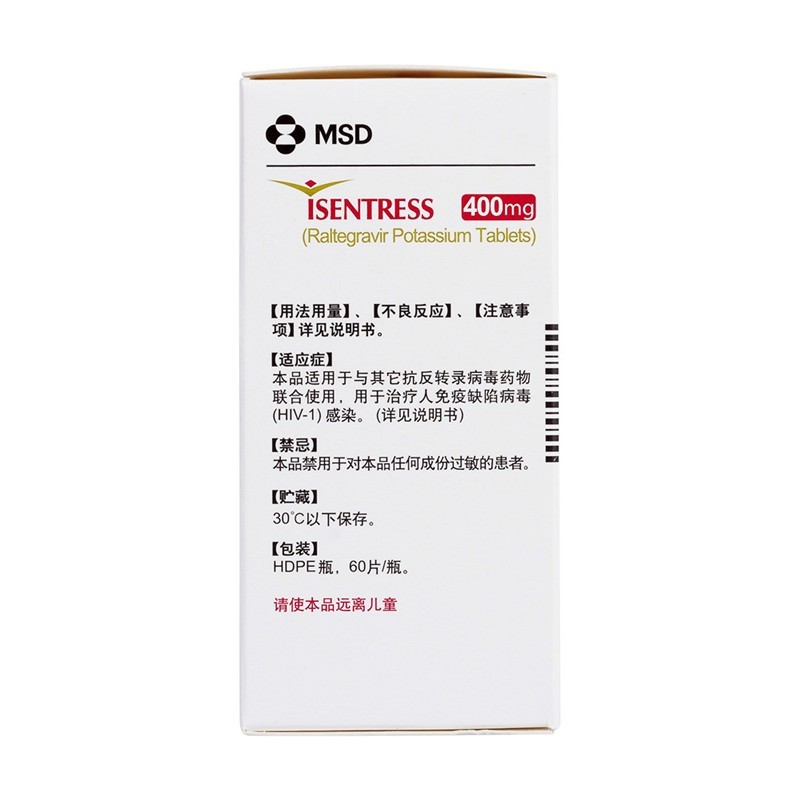 MSD
ISENTRESS 400mg
(Raltegravir Potassium Tablets)
【用法用量】、【不良反应】、【注意事
项】详见说明书。
【适应症】
本品适用于与其它抗反转录病毒药物
联合使用，用于治疗人免疫缺陷病毒
(HIV-1) 感染。(详见说明书)
【禁忌】
本品禁用于对本品任何成份过敏的患者。
【贮藏】
30℃以下保存。
【包装】
HDPE瓶，60片/瓶。
请使本品远离儿童